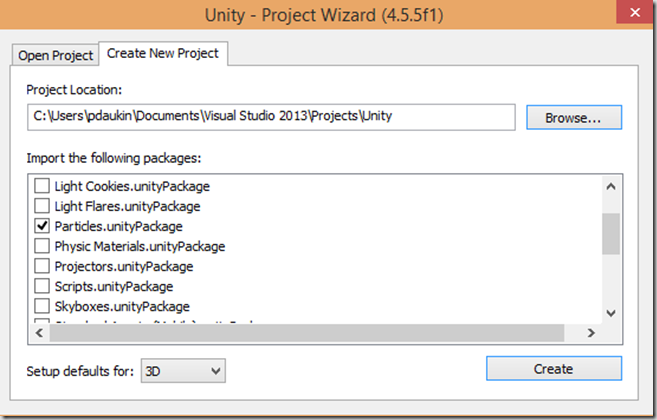 Unity - Project Wizard (4.5.5f1)
Open Project
Create New Project
Project Location:
C:\Users\pdaukin\Documents\Visual Studio 2013\Projects\Unity
Browse...
Import the following packages:
Light Cookies.unityPackage
Light Flares.unityPackage
Particles.unityPackage
Physic Materials.unityPackage
Projectors.unityPackage
Scripts.unityPackage
Skyboxes.unityPackage
Setup defaults for:
3D
Create